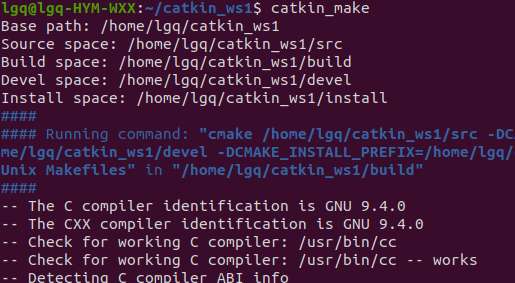 lgq@lgq-HYM-WXX:~/catkin_ws1$ catkin_make
Base path: /home/lgq/catkin_ws1
Source space: /home/lgq/catkin_ws1/src
Build space: /home/lgq/catkin_ws1/build
Devel space: /home/lgq/catkin_ws1/devel
Install space: /home/lgq/catkin_ws1/install
####
#### Running command: "cmake /home/lgq/catkin_ws1/src -DC
me/lgq/catkin_ws1/devel -DCMAKE_INSTALL_PREFIX=/home/lgq/
Unix Makefiles" in "/home/lgq/catkin_ws1/build"
####
-- The C compiler identification is GNU 9.4.0
-- The CXX compiler identification is GNU 9.4.0
-- Check for working C compiler: /usr/bin/cc
-- Check for working C compiler: /usr/bin/cc -- works
-- Detecting C compiler ABI info